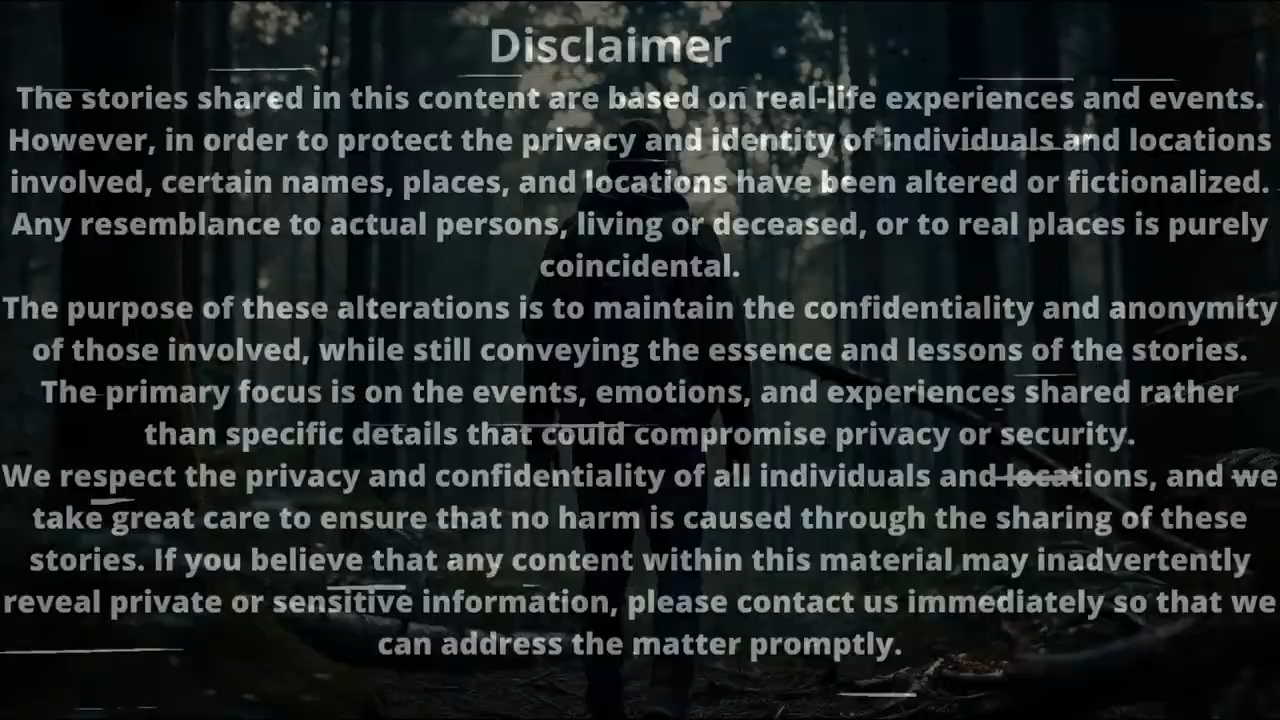 Disclaimer
The stories shared in this content are based on real-life experiences and events.
However, in order to protect the privacy and identity of individuals and locations
involved, certain names, places, and locations have been altered or fictionalized.
Any resemblance to actual persons, living or deceased, or to real places is purely
coincidental.
The purpose of these alterations is to maintain the confidentiality and anonymity
of those involved, while still conveying the essence and lessons of the stories.
The primary focus is on the events, emotions, and experiences shared rather
than specific details that could compromise privacy or security.
We respect the privacy and confidentiality of all individuals and locations, and we
take great care to ensure that no harm is caused through the sharing of these
stories. If you believe that any content within this material may inadvertently
reveal private or sensitive information, please contact us immediately so that we
can address the matter promptly.